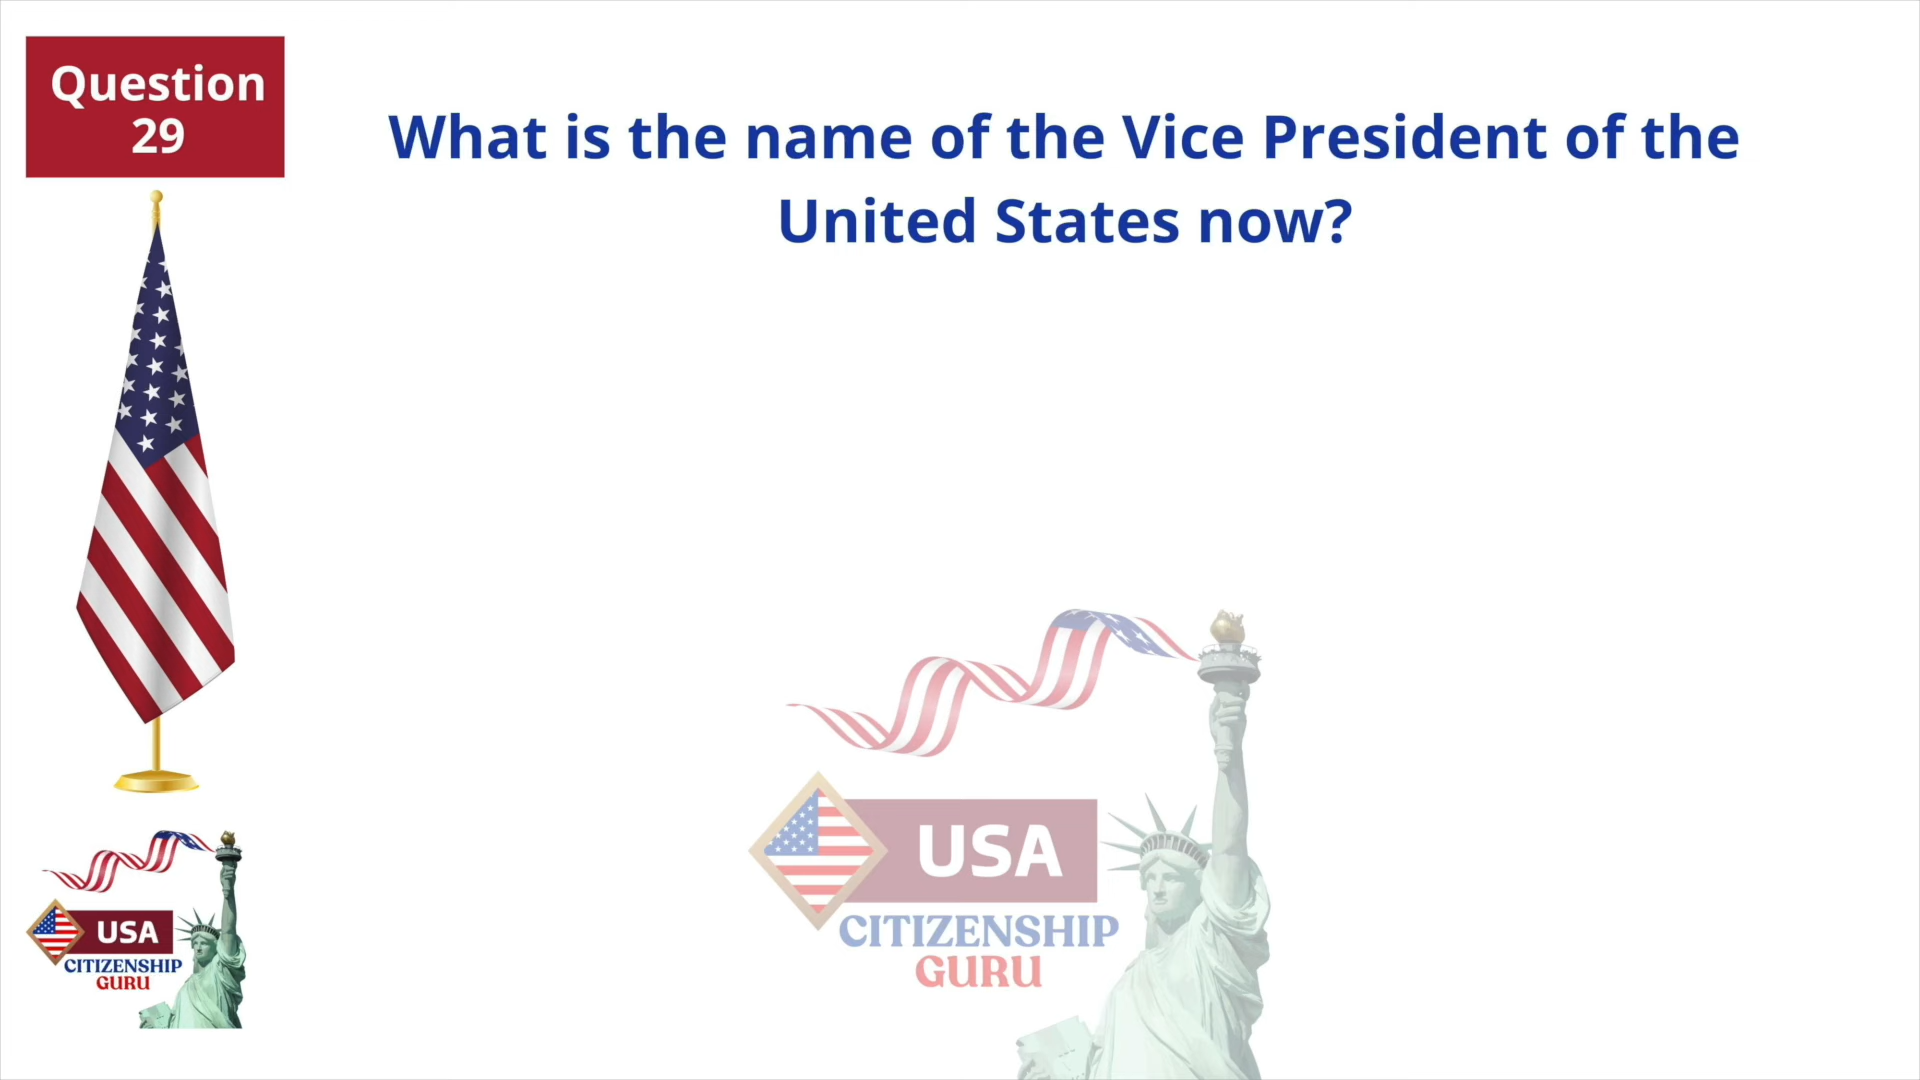 Question
29
What is the name of the Vice President of the
United States now?
USA
CITIZENSHIP
GURU
USA
CITIZENSHIP
GURU